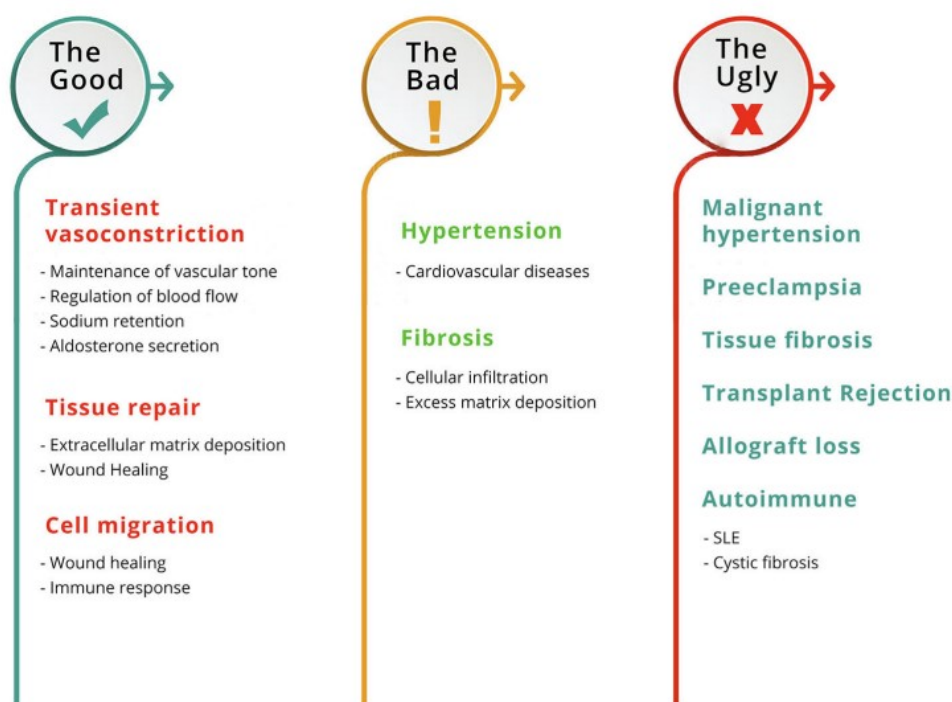 The
Good
Transient
vasoconstriction
- Maintenance of vascular tone
- Regulation of blood flow
- Sodium retention
- Aldosterone secretion
Tissue repair
- Extracellular matrix deposition
- Wound Healing
Cell migration
- Wound healing
- Immune response
The
Bad
!
Hypertension
- Cardiovascular diseases
Fibrosis
- Cellular infiltration
- Excess matrix deposition
The
Ugly
X
Malignant
hypertension
Preeclampsia
Tissue fibrosis
Transplant Rejection
Allograft loss
Autoimmune
- SLE
- Cystic fibrosis